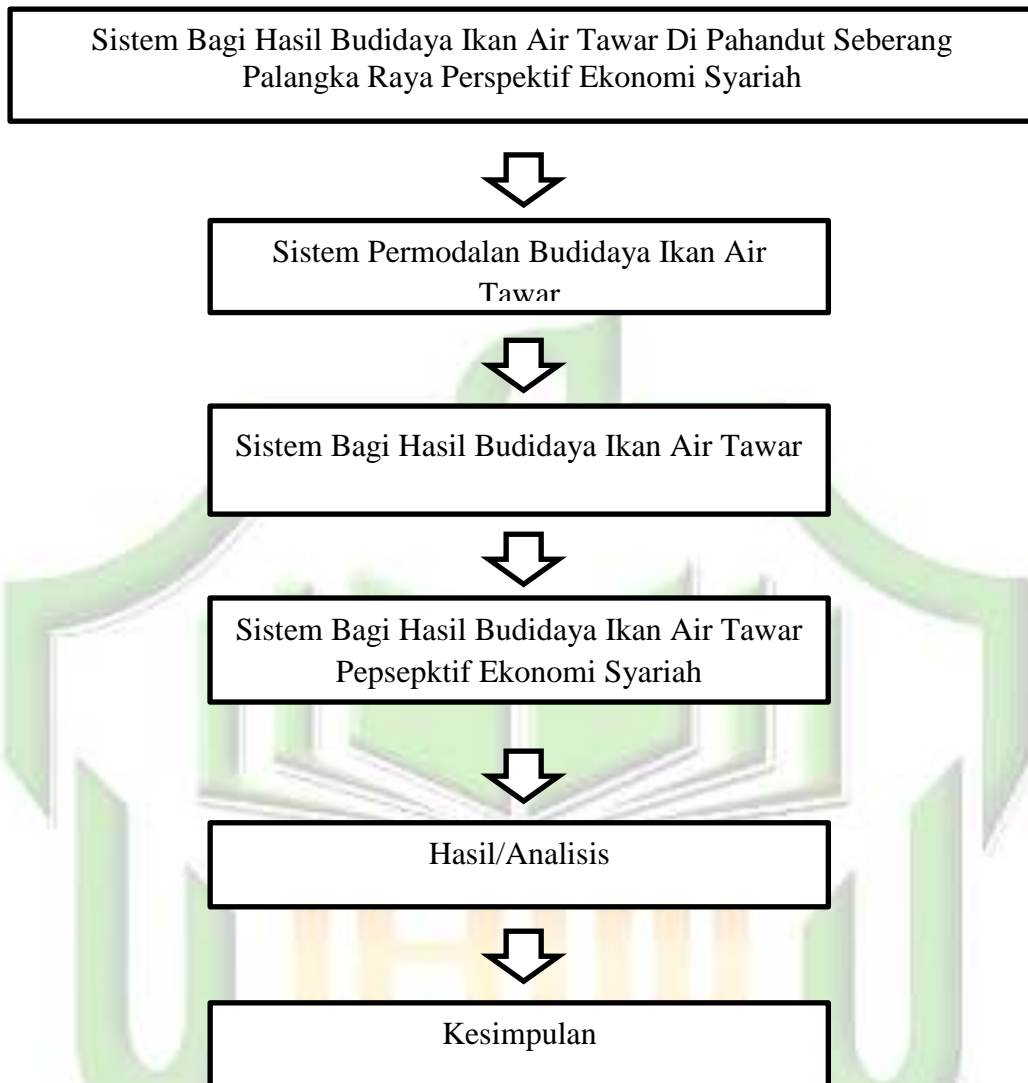 Sistem Bagi Hasil Budidaya Ikan Air Tawar Di Pahandut Seberang
Palangka Raya Perspektif Ekonomi Syariah
Sistem Permodalan Budidaya Ikan Air
Tawar
Sistem Bagi Hasil Budidaya Ikan Air Tawar
Sistem Bagi Hasil Budidaya Ikan Air Tawar
Pepsepktif Ekonomi Syariah
Hasil/Analisis
IAIN
Kesimpulan